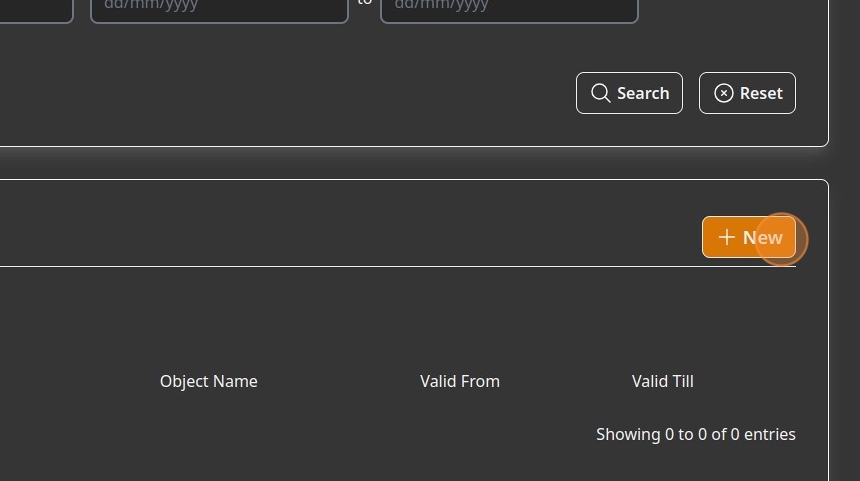 dd/mm/yyyy to dd/mm/yyyy
Search Reset
New
Object Name Valid From Valid Till
Showing 0 to 0 of 0 entries